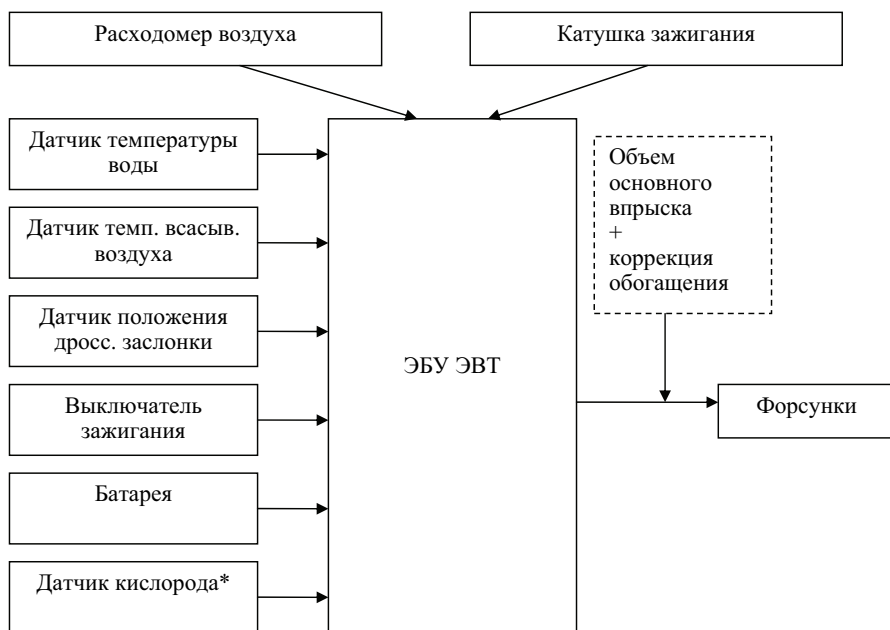 Расходомер воздуха
Катушка зажигания
Датчик температуры
воды
Датчик темп. всасыв.
воздуха
Датчик положения
дросс. заслонки
Выключатель
зажигания
Батарея
Датчик кислорода*
ЭБУ ЭВТ
Объем
основного
впрыска
+
коррекция
обогащения
Форсунки